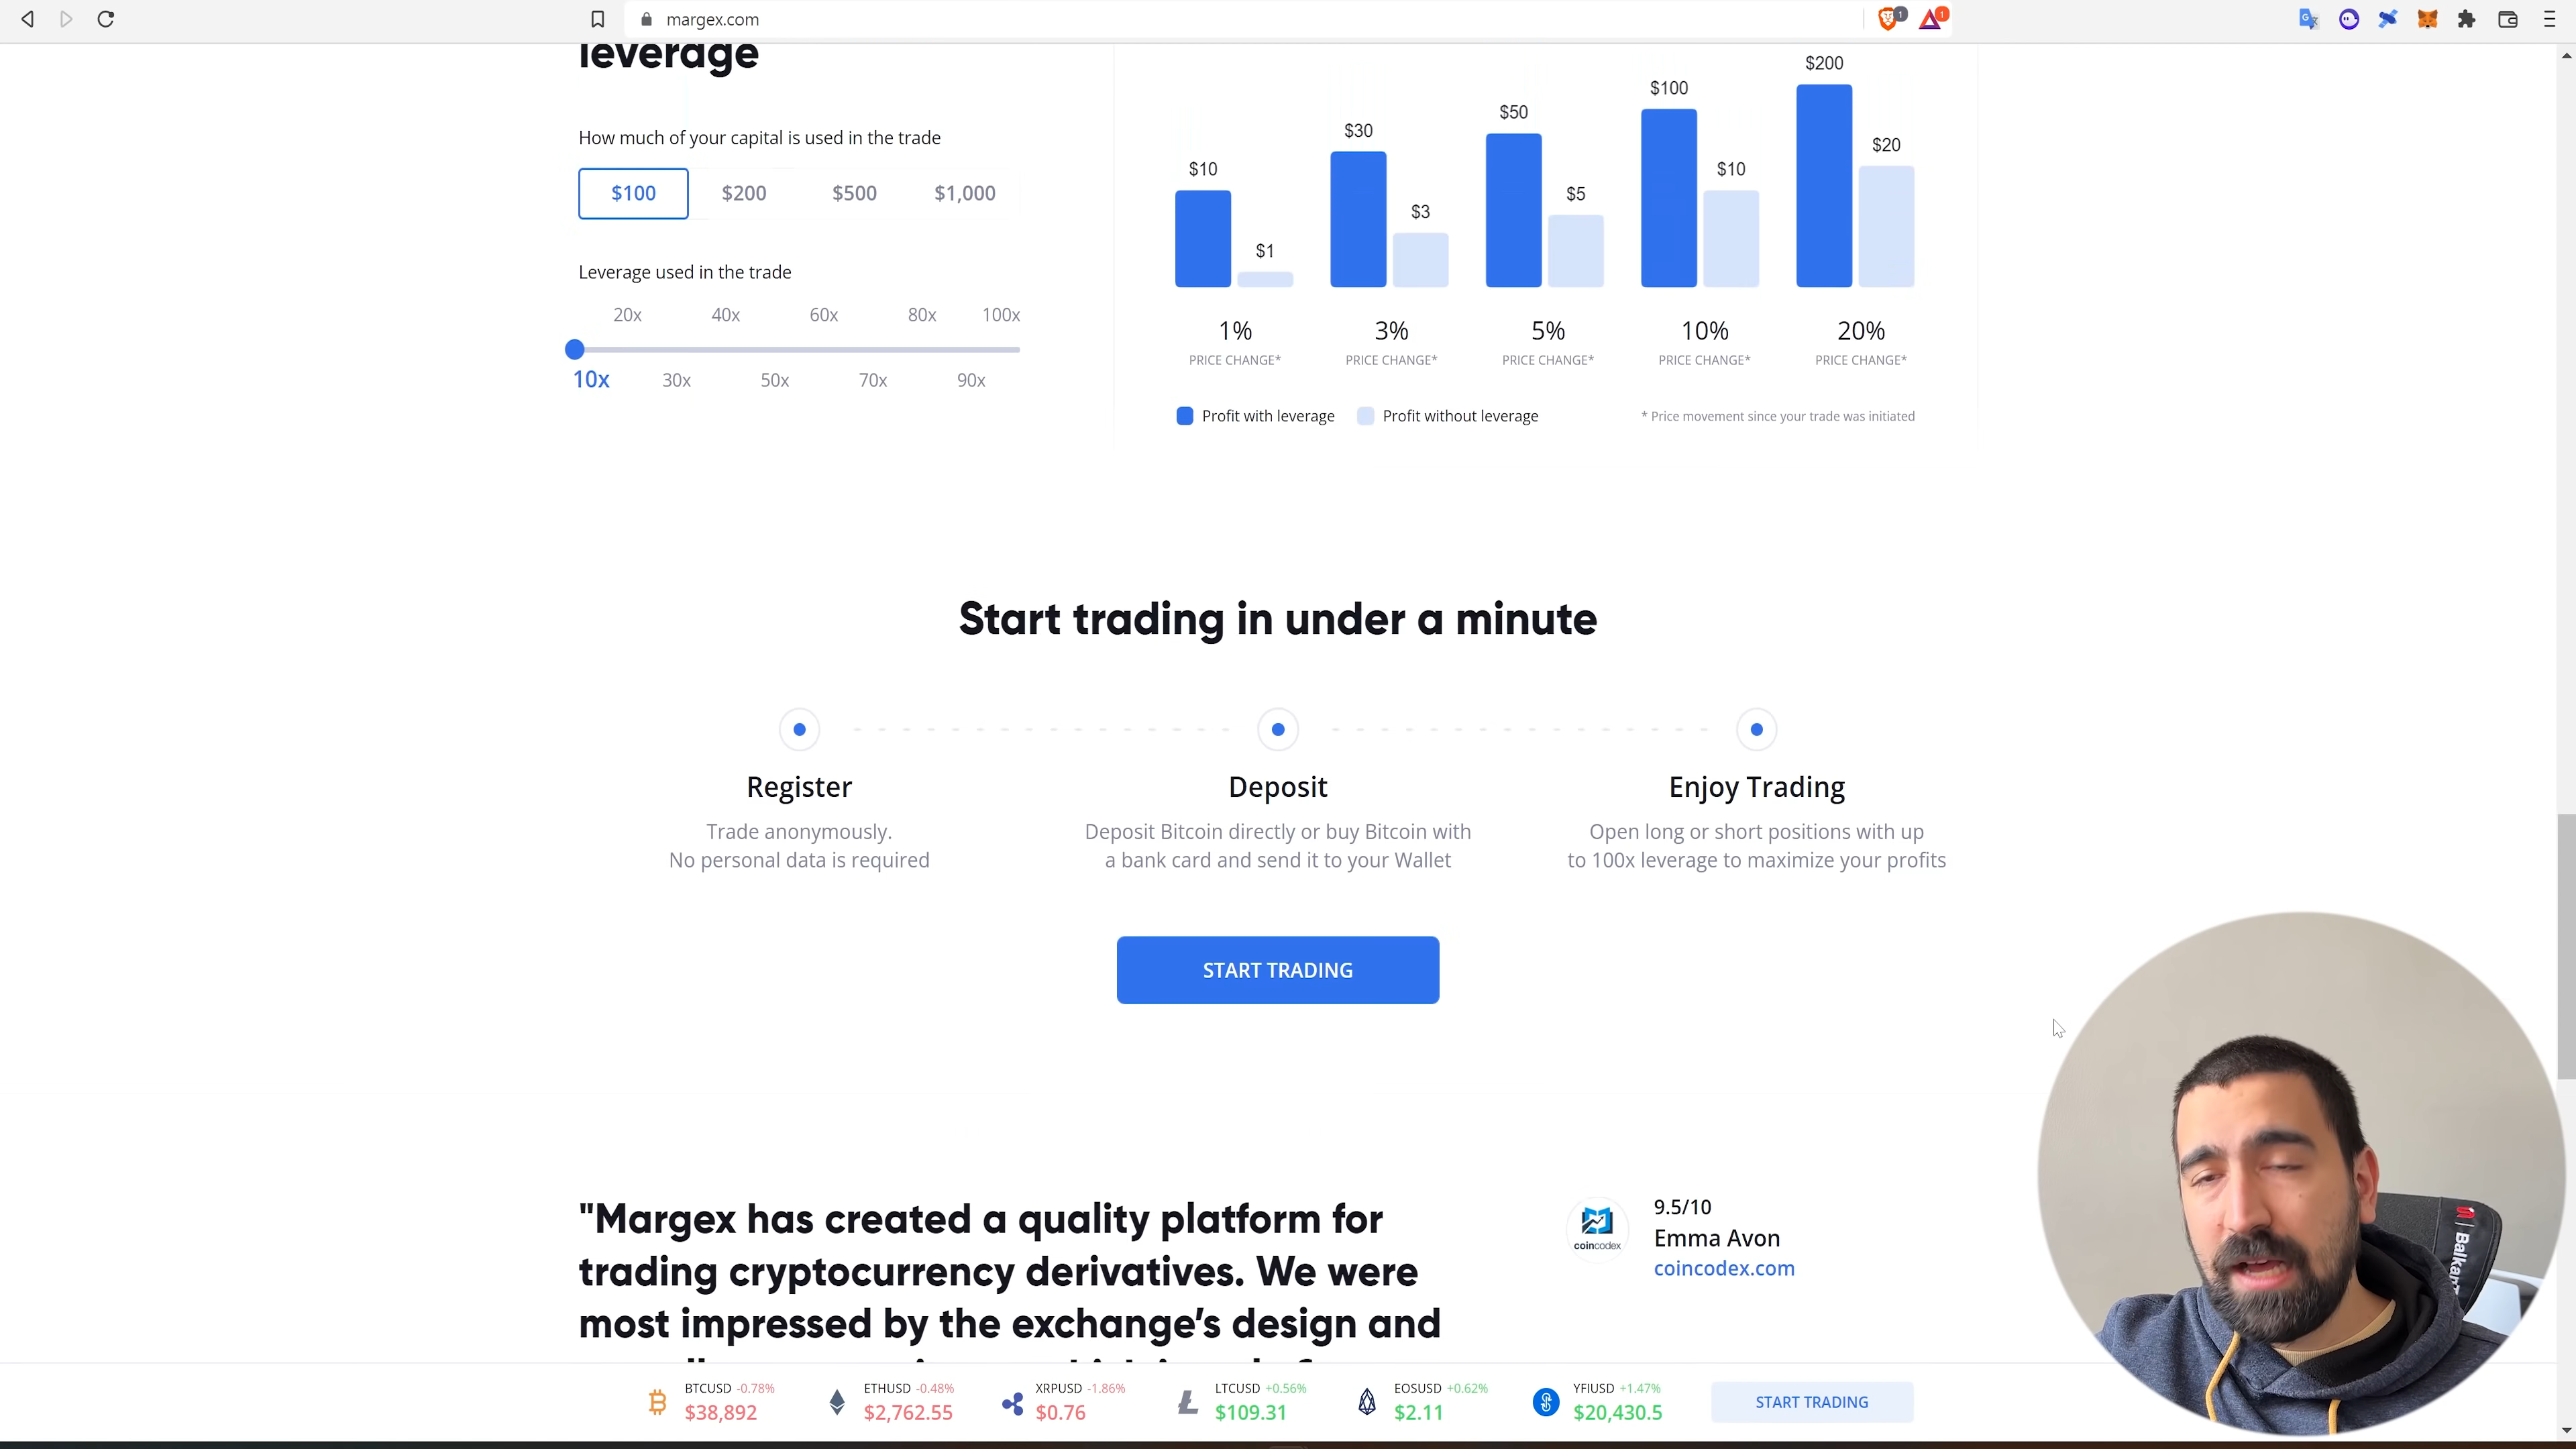 margex.com
1
1
leverage
How much of your capital is used in the trade
$100 $200 $500 $1,000
Leverage used in the trade
20x 40x 60x 80x 100x
10x 30x 50x 70x 90x
$10 $1 $30 $3 $50 $5 $100 $10 $200 $20
1% 3% 5% 10% 20%
PRICE CHANGE* PRICE CHANGE* PRICE CHANGE* PRICE CHANGE* PRICE CHANGE*
Profit with leverage Profit without leverage * Price movement since your trade was initiated
Start trading in under a minute
Register
Trade anonymously.
No personal data is required
Deposit
Deposit Bitcoin directly or buy Bitcoin with
a bank card and send it to your Wallet
Enjoy Trading
Open long or short positions with up
to 100x leverage to maximize your profits
START TRADING
"Margex has created a quality platform for
trading cryptocurrency derivatives. We were
most impressed by the exchange's design and
coincodex
9.5/10
Emma Avon
coincodex.com
BTCUSD -0.78%
$38,892
ETHUSD -0.48%
$2,762.55
XRPUSD -1.86%
$0.76
LTCUSD +0.56%
$109.31
EOSUSD +0.62%
$2.11
YFIUSD +1.47%
$20,430.5
START TRADING